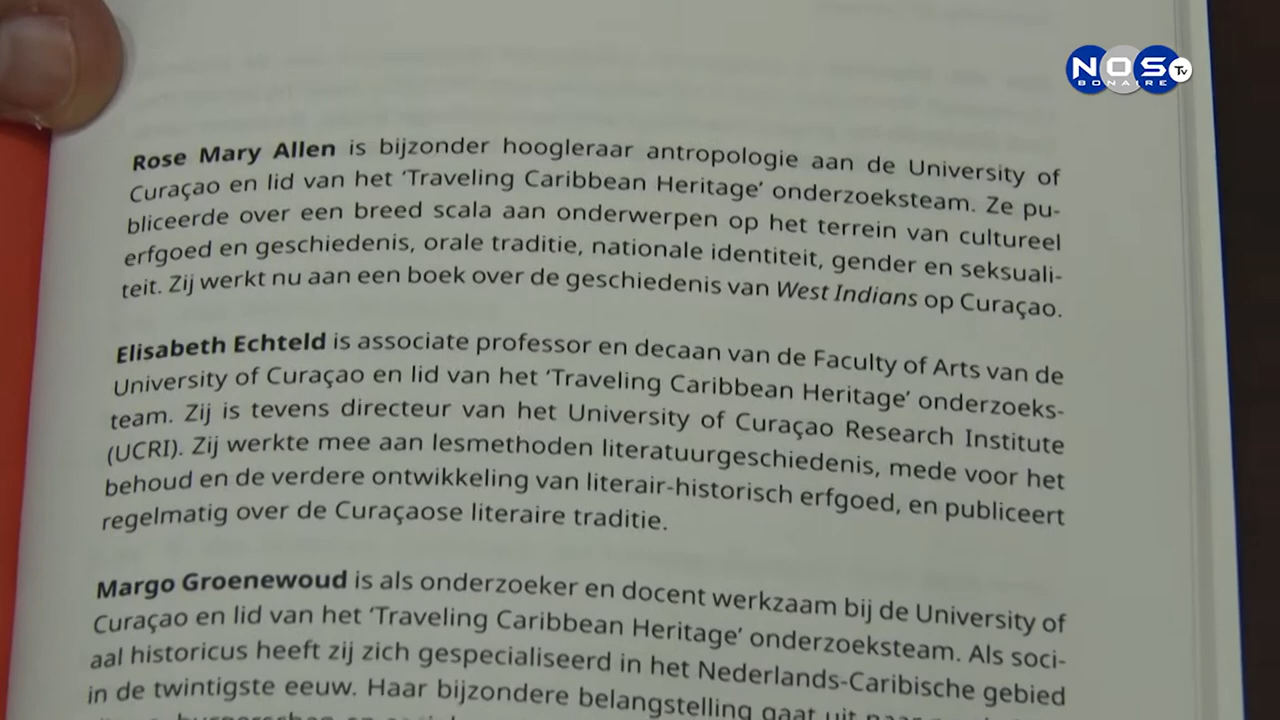 NOS TV
BONAIRE
Rose Mary Allen is bijzonder hoogleraar antropologie aan de University of
Curaçao en lid van het ‘Traveling Caribbean Heritage’ onderzoeksteam. Ze pu-
bliceerde over een breed scala aan onderwerpen op het terrein van cultureel
erfgoed en geschiedenis, orale traditie, nationale identiteit, gender en seksuali-
teit. Zij werkt nu aan een boek over de geschiedenis van West Indians op Curaçao.
Elisabeth Echteld is associate professor en decaan van de Faculty of Arts van de
University of Curaçao en lid van het ‘Traveling Caribbean Heritage’ onderzoeks-
team. Zij is tevens directeur van het University of Curaçao Research Institute
(UCRI). Zij werkte mee aan lesmethoden literatuurgeschiedenis, mede voor het
behoud en de verdere ontwikkeling van literair-historisch erfgoed, en publiceert
regelmatig over de Curaçaose literaire traditie.
Margo Groenewoud is als onderzoeker en docent werkzaam bij de University of
Curaçao en lid van het ‘Traveling Caribbean Heritage’ onderzoeksteam. Als soci-
aal historicus heeft zij zich gespecialiseerd in het Nederlands-Caribische gebied
in de twintigste eeuw. Haar bijzondere belangstelling gaat uit